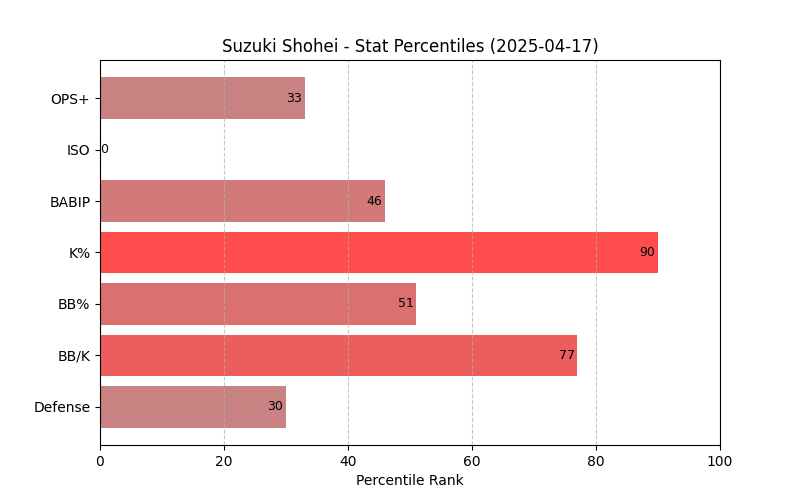 Suzuki Shohei - Stat Percentiles (2025-04-17)
OPS+ 33
ISO 0
BABIP 46
K% 90
BB% 51
BB/K 77
Defense 30
0 20 40 60 80 100
Percentile Rank